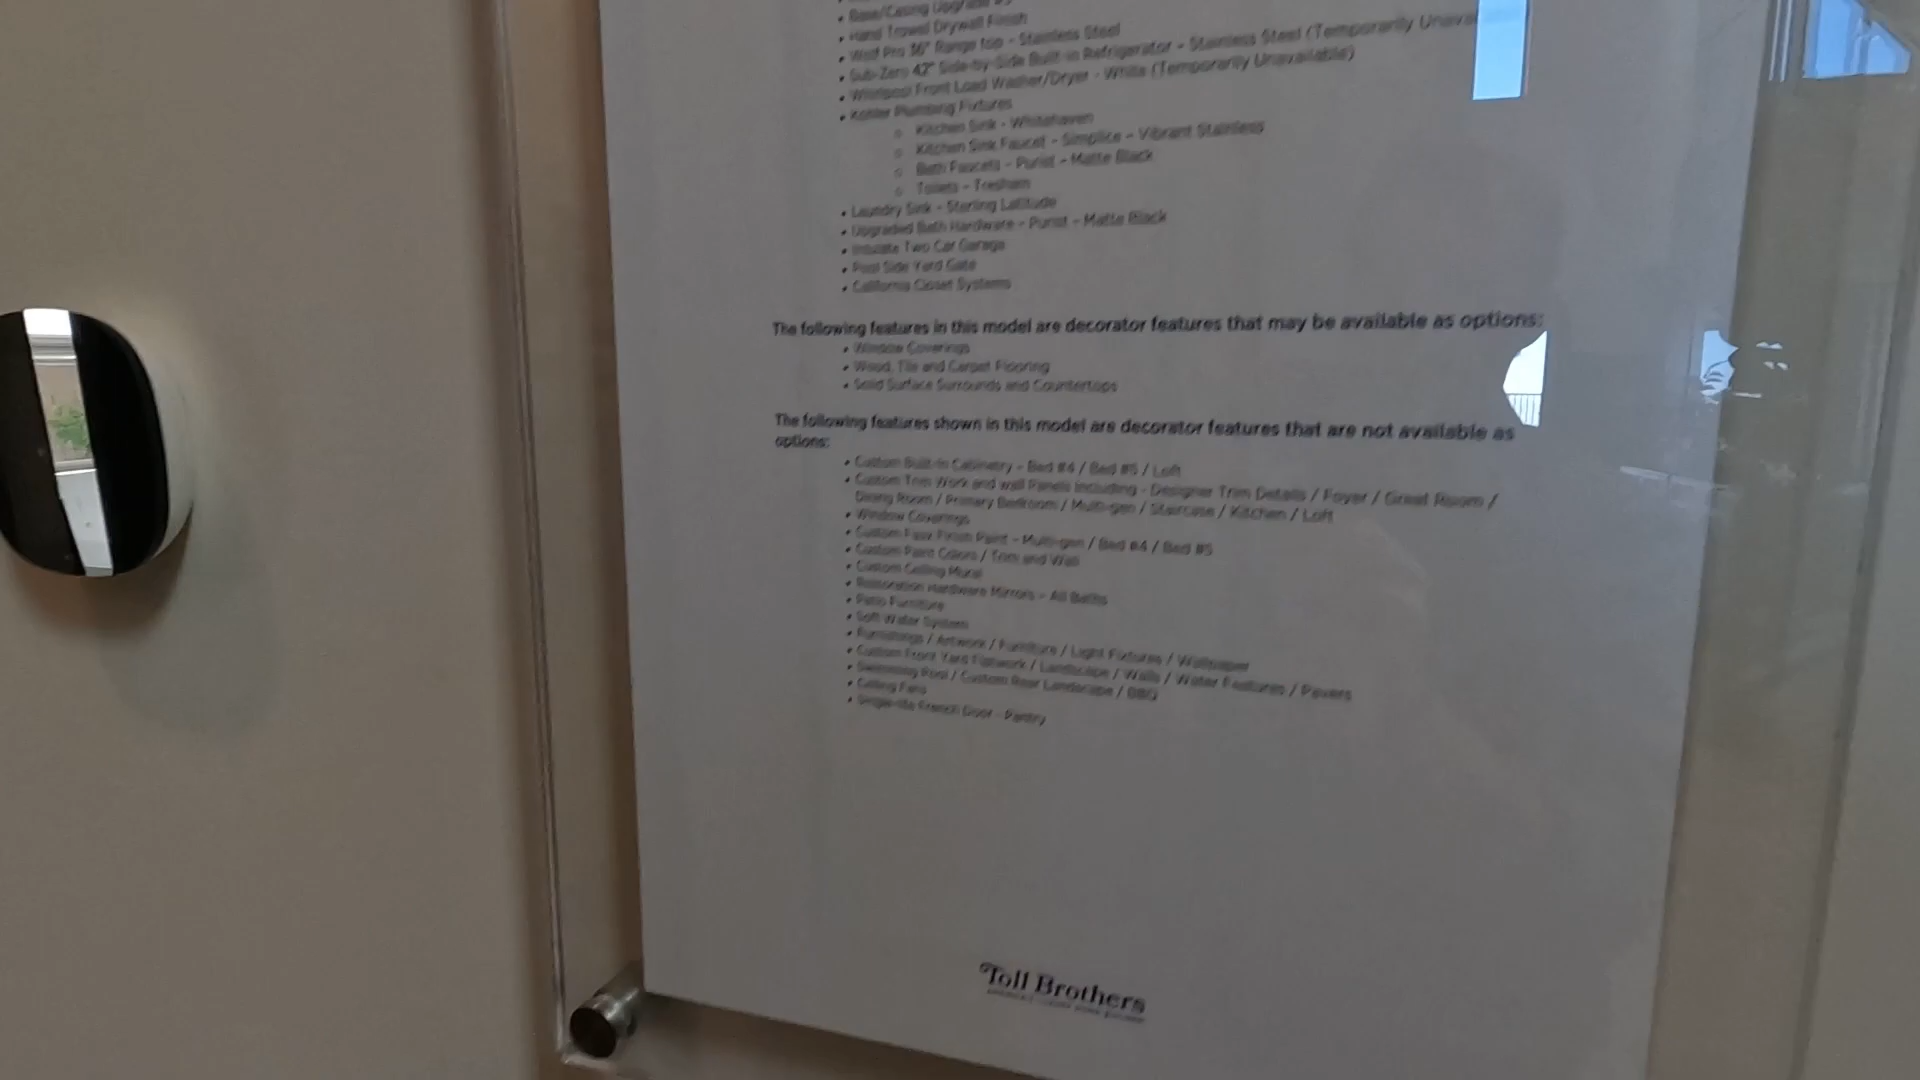 • Base/Casing Upgrade
• Hand Trowel Drywall Finish
• Wolf Pro 36" Range top - Stainless Steel
• Sub-Zero 42" Side-by-Side Built-in Refrigerator - Stainless Steel (Temporarily
• Whirlpool Front Load Washer/Dryer - White (Temporarily Unavailable)
• Kohler Plumbing Fixtures
o Kitchen Sink - Whitehaven
o Kitchen Sink Faucet - Simplice - Vibrant Stainless
o Bath Faucets - Purist - Matte Black
o Toilets - Tresham
• Laundry Sink - Sterling Latitude
• Upgraded Bath Hardware - Purist - Matte Black
• Insulate Two Car Garage
• Pool Side Yard Gate
• California Closet Systems
The following features in this model are decorator features that may be available as options:
• Window Coverings
• Wood, Tile and Carpet Flooring
• Solid Surface Surrounds and Countertops
The following features shown in this model are decorator features that are not available as
options:
• Custom Built-in Cabinetry - Bed #4 / Bed #5 / Loft
• Custom Trim Work and wall Panels Including - Designer Trim Details / Foyer / Great Room /
Dining Room / Primary Bedroom / Multi-gen / Staircase / Kitchen / Loft
• Window Coverings
• Custom Faux Finish Paint - Multi-gen / Bed #4 / Bed #5
• Custom Paint Colors / Trim and Wall
• Custom Ceiling Mural
• Restoration Hardware Mirrors - All Baths
• Patio Furniture
• Soft Water System
• Furnishings / Artwork / Furniture / Light Fixtures / Wallpaper
• Custom Front Yard Flatwork / Landscape / Walls / Water Features / Pavers
• Swimming Pool / Custom Rear Landscape / BBQ
• Ceiling Fans
• Single-lite French Door - Pantry
Toll Brothers